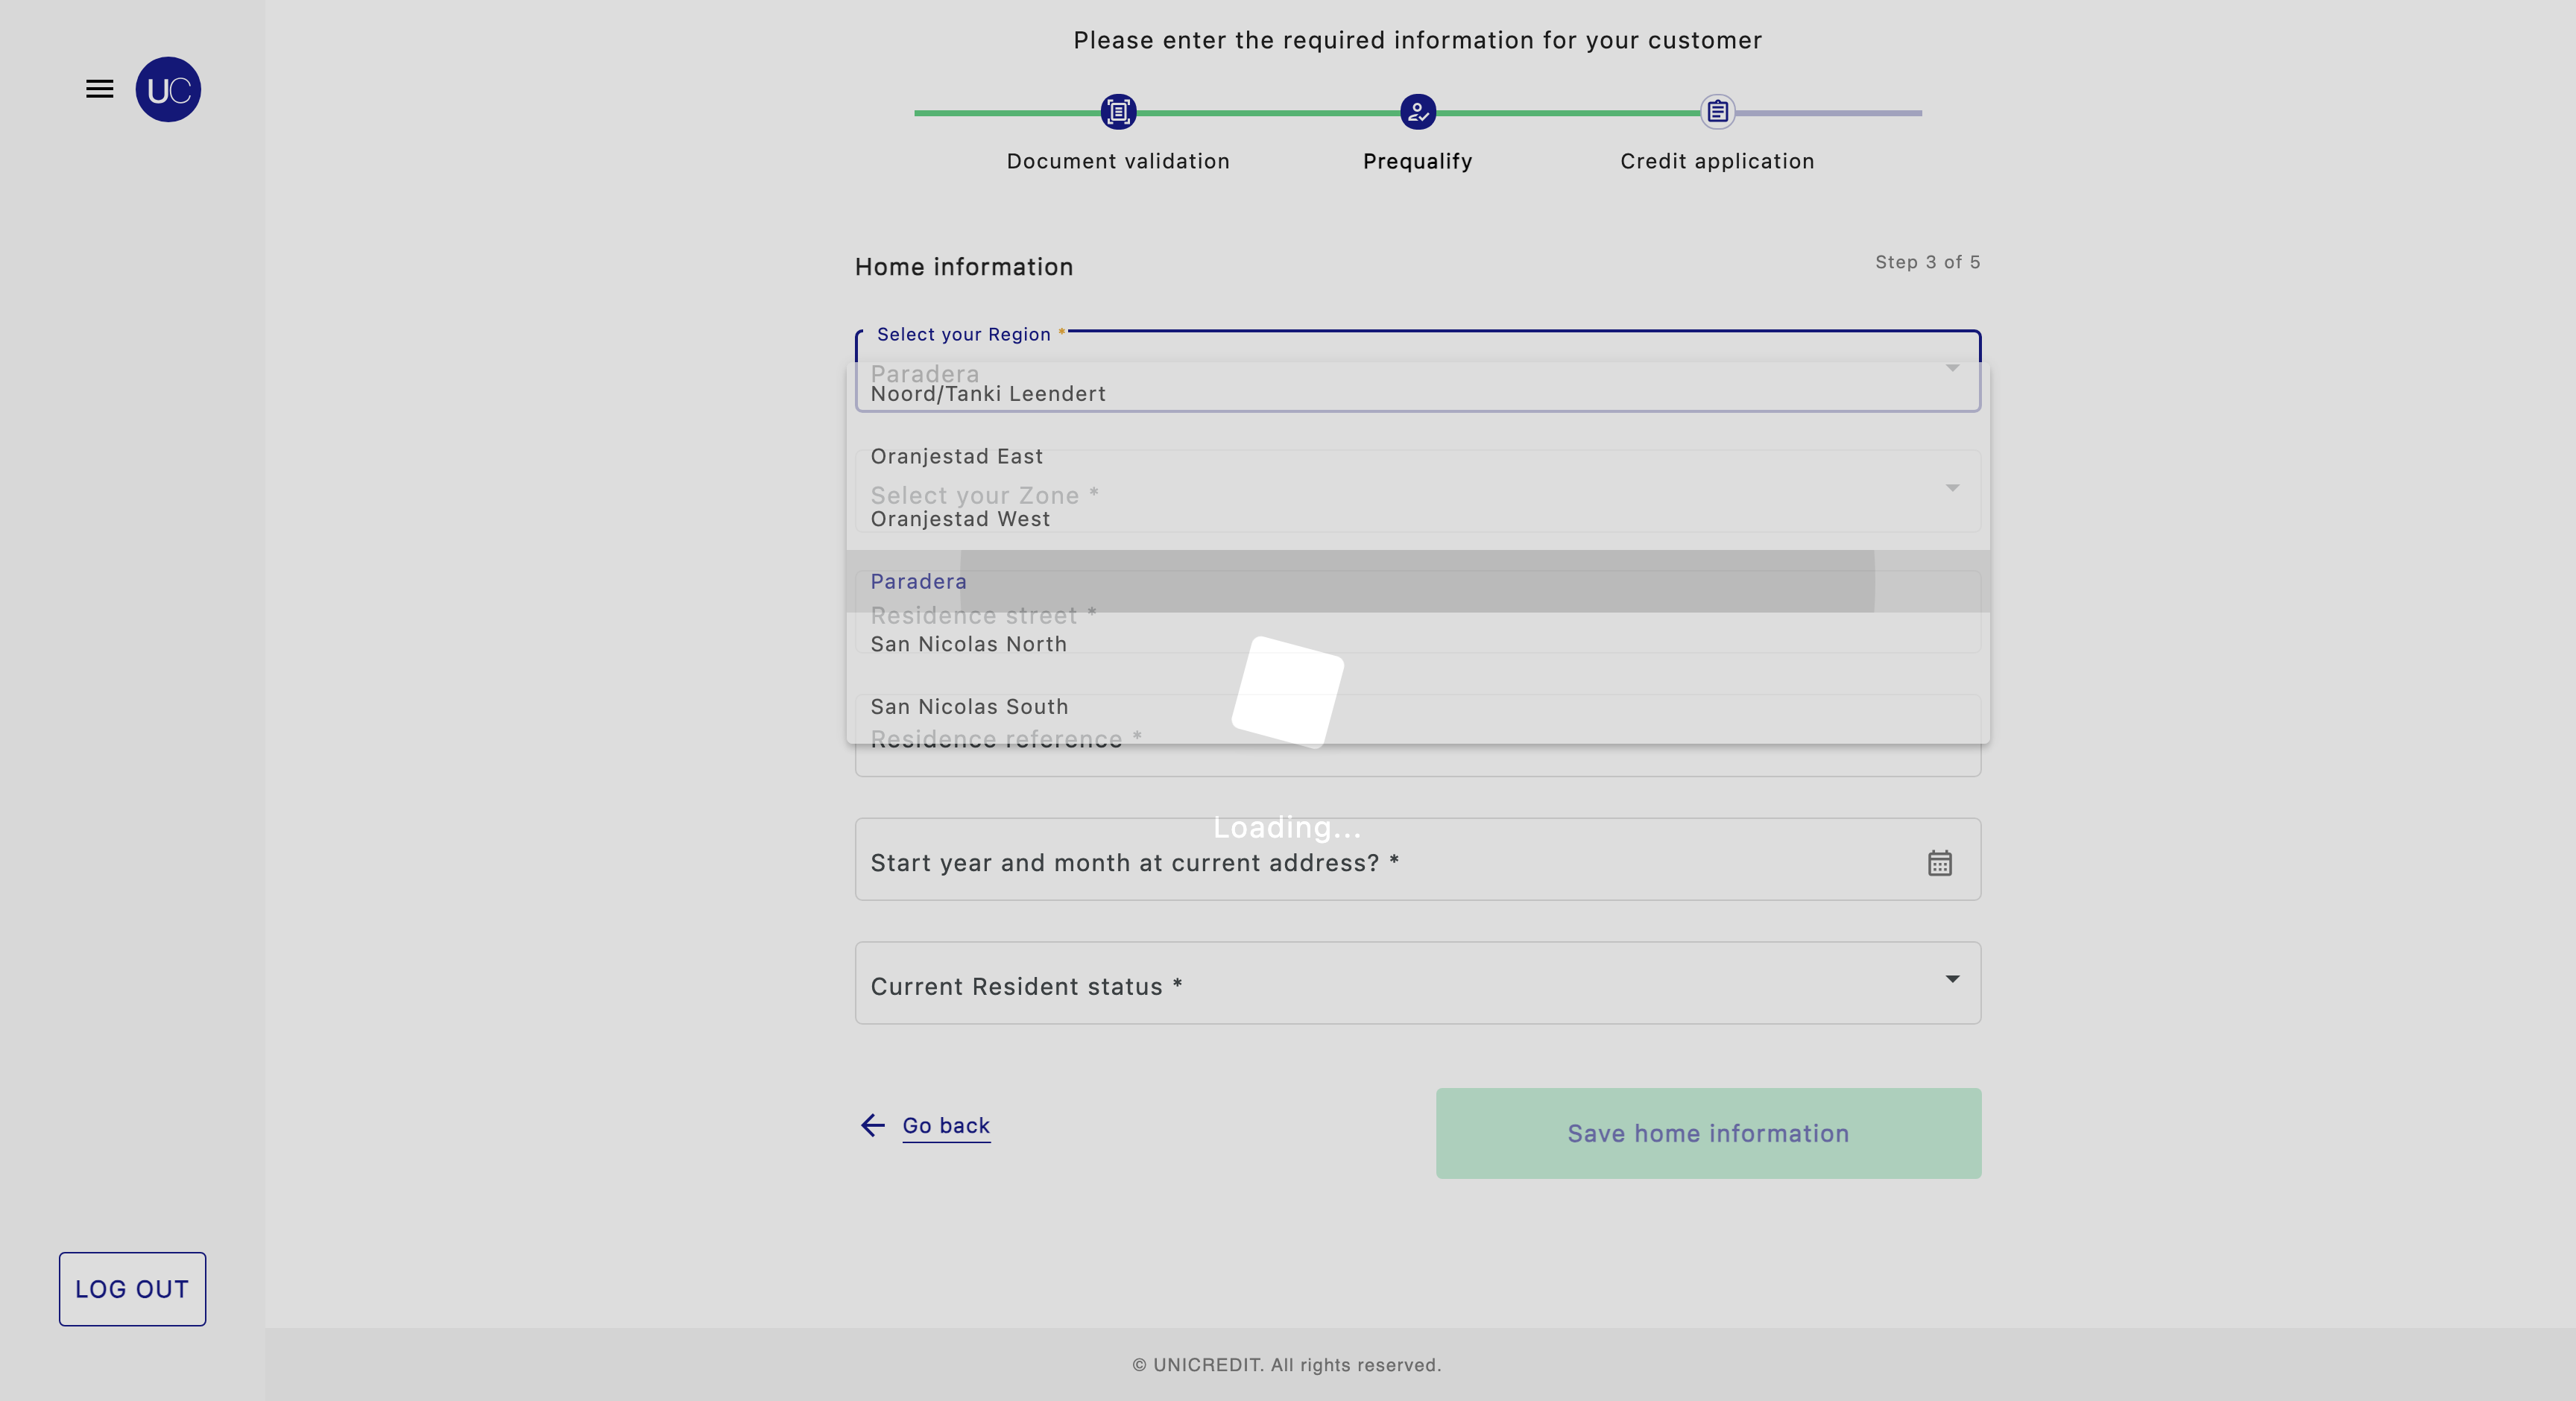 Please enter the required information for your customer
UC
Document validation
Prequalify
Credit application
Home information
Step 3 of 5
Select your Region *
Paradera
Noord/Tanki Leendert
Oranjestad East
Select your Zone *
Oranjestad West
Paradera
Residence street *
San Nicolas North
San Nicolas South
Residence reference *
Loading...
Start year and month at current address? *
Current Resident status *
Go back
Save home information
LOG OUT
© UNICREDIT. All rights reserved.